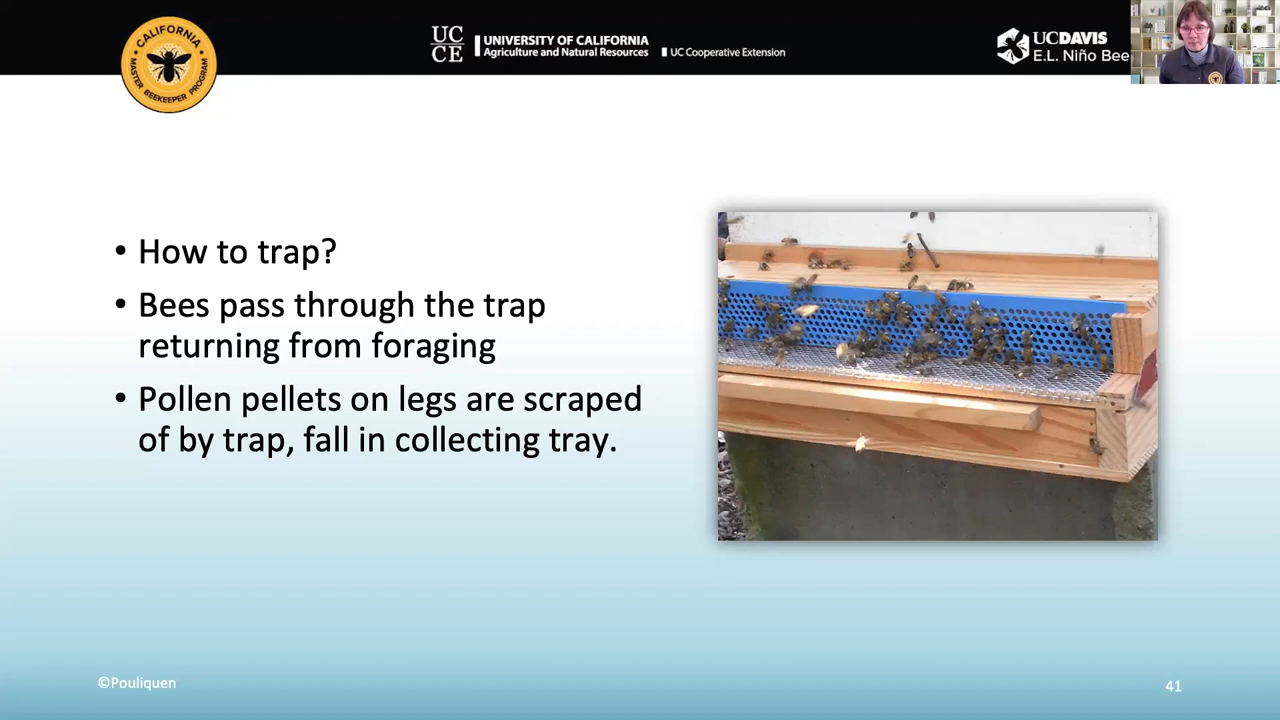 CALIFORNIA
MASTER BEEKEEPER PROGRAM
UC
CE
UNIVERSITY OF CALIFORNIA
Agriculture and Natural Resources
UC Cooperative Extension
UCDAVIS
E.L. Niño Bee
• How to trap?
• Bees pass through the trap
returning from foraging
• Pollen pellets on legs are scraped
of by trap, fall in collecting tray.
©Pouliquen
41